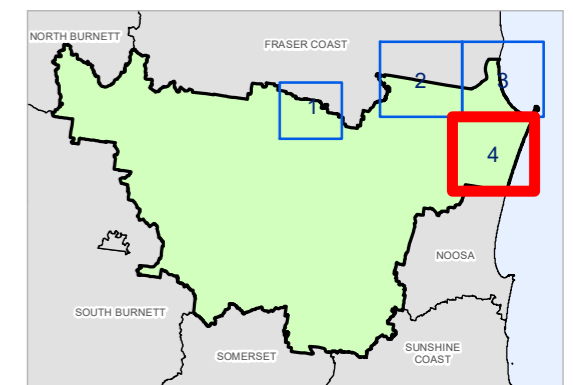 NORTH BURNETT
FRASER COAST
2
3
1
4
NOOSA
SOUTH BURNETT
SOMERSET
SUNSHINE
COAST